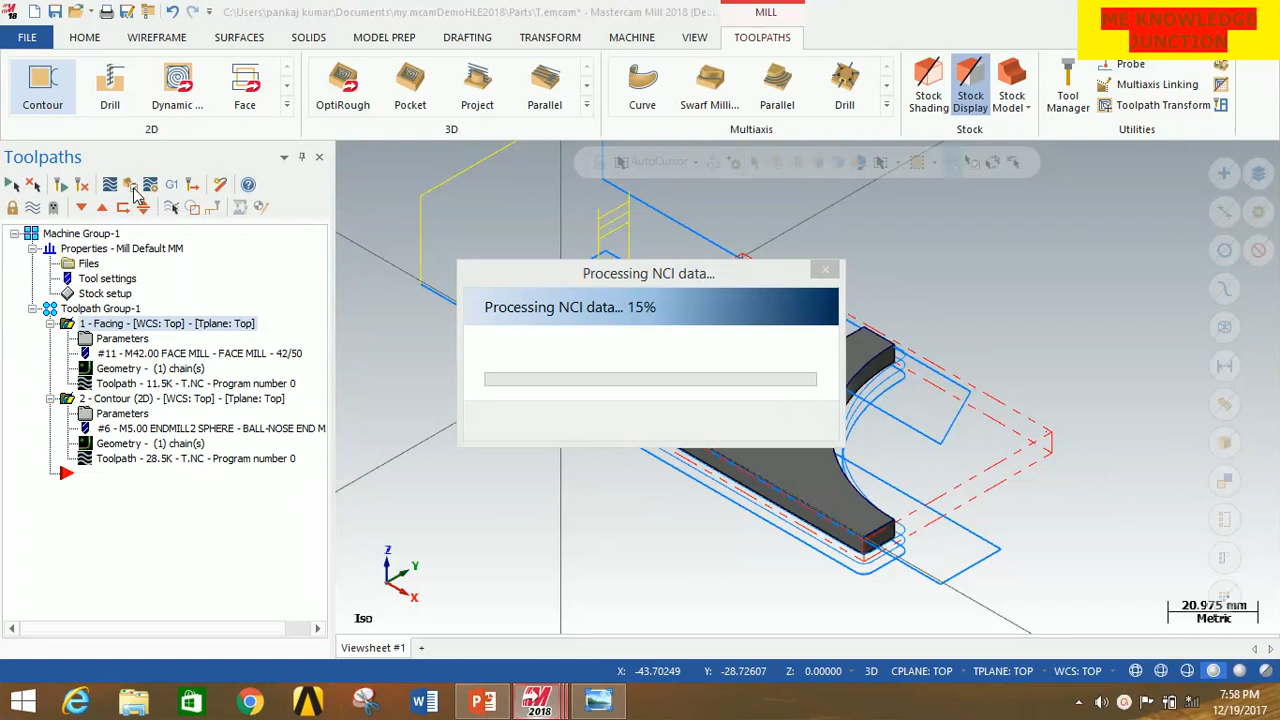 C:\Users\pankaj kumar\Documents\my mcamDemoHLE2018\Parts\T.emcam* - Mastercam Mill 2018 (De...
MILL
ME KNOWLEDGE
JUNCTION
2018
FILE
HOME
WIREFRAME
SURFACES
SOLIDS
MODEL PREP
DRAFTING
TRANSFORM
MACHINE
VIEW
TOOLPATHS
Contour
Drill
Dynamic ...
Face
OptiRough
Pocket
Project
Parallel
Curve
Swarf Milli...
Parallel
Drill
Stock
Shading
Stock
Display
Stock
Model
Tool
Manager
Probe
Multiaxis Linking
Toolpath Transform
2D
3D
Multiaxis
Stock
Utilities
Toolpaths
AutoCursor
G1
Machine Group-1
Properties - Mill Default MM
Files
Tool settings
Stock setup
Toolpath Group-1
1 - Facing - [WCS: Top] - [Tplane: Top]
Parameters
#11 - M42.00 FACE MILL - FACE MILL - 42/50
Geometry - (1) chain(s)
Toolpath - 11.5K - T.NC - Program number 0
2 - Contour (2D) - [WCS: Top] - [Tplane: Top]
Parameters
#6 - M5.00 ENDMILL2 SPHERE - BALL-NOSE END M
Geometry - (1) chain(s)
Toolpath - 28.5K - T.NC - Program number 0
Processing NCI data...
Processing NCI data... 15%
Z
Y
X
Iso
20.975 mm
Metric
Viewsheet #1
+
X: -43.70249
Y: -28.72607
Z: 0.00000
3D
CPLANE: TOP
TPLANE: TOP
WCS: TOP
2018
7:58 PM
12/19/2017